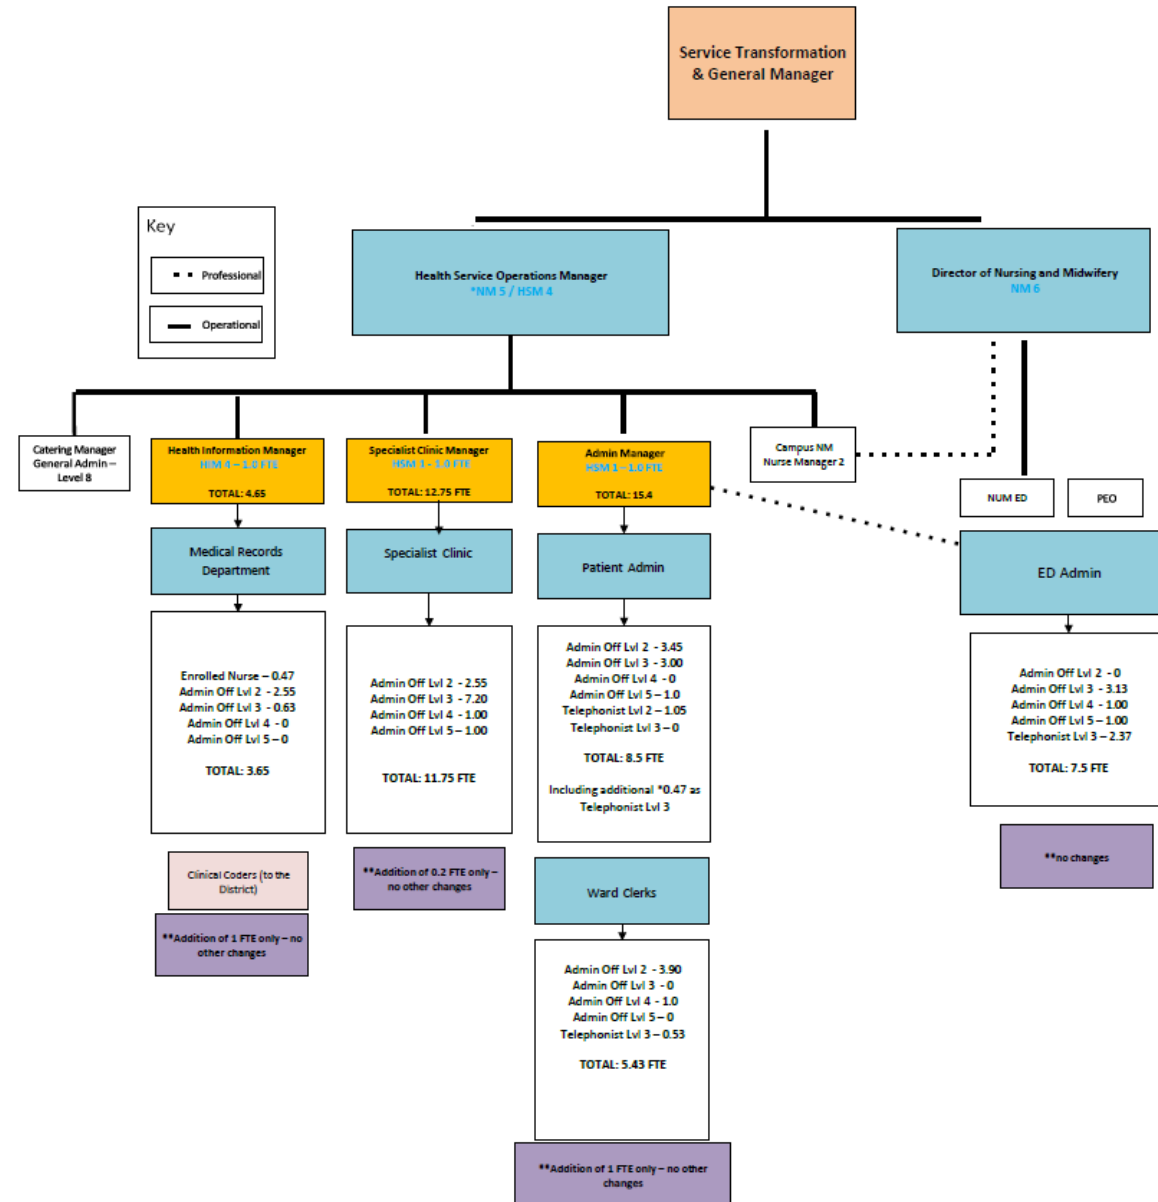 Service Transformation
& General Manager
Key
Professional
Operational
Health Service Operations Manager
*NM 5 / HSM 4
Director of Nursing and Midwifery
NM 6
Catering Manager
General Admin –
Level 8
Health Information Manager
HIM 4 – 1.0 FTE
TOTAL: 4.65
Specialist Clinic Manager
HSM 1 - 1.0 FTE
TOTAL: 12.75 FTE
Admin Manager
HSM 1 – 1.0 FTE
TOTAL: 15.4
Campus NM
Nurse Manager 2
NUM ED
PEO
Medical Records
Department
Specialist Clinic
Patient Admin
ED Admin
Enrolled Nurse – 0.47
Admin Off Lvl 2 - 2.55
Admin Off Lvl 3 - 0.63
Admin Off Lvl 4 - 0
Admin Off Lvl 5 – 0
TOTAL: 3.65
Admin Off Lvl 2 - 2.55
Admin Off Lvl 3 - 7.20
Admin Off Lvl 4 - 1.00
Admin Off Lvl 5 – 1.00
TOTAL: 11.75 FTE
Admin Off Lvl 2 - 3.45
Admin Off Lvl 3 - 3.00
Admin Off Lvl 4 - 0
Admin Off Lvl 5 – 1.0
Telephonist Lvl 2 – 1.05
Telephonist Lvl 3 – 0
TOTAL: 8.5 FTE
Including additional *0.47 as
Telephonist Lvl 3
Admin Off Lvl 2 - 0
Admin Off Lvl 3 - 3.13
Admin Off Lvl 4 - 1.00
Admin Off Lvl 5 – 1.00
Telephonist Lvl 3 – 2.37
TOTAL: 7.5 FTE
Clinical Coders (to the
District)
**Addition of 1 FTE only – no
other changes
**Addition of 0.2 FTE only –
no other changes
**no changes
Ward Clerks
Admin Off Lvl 2 - 3.90
Admin Off Lvl 3 - 0
Admin Off Lvl 4 - 1.0
Admin Off Lvl 5 – 0
Telephonist Lvl 3 – 0.53
TOTAL: 5.43 FTE
**Addition of 1 FTE only – no other
changes